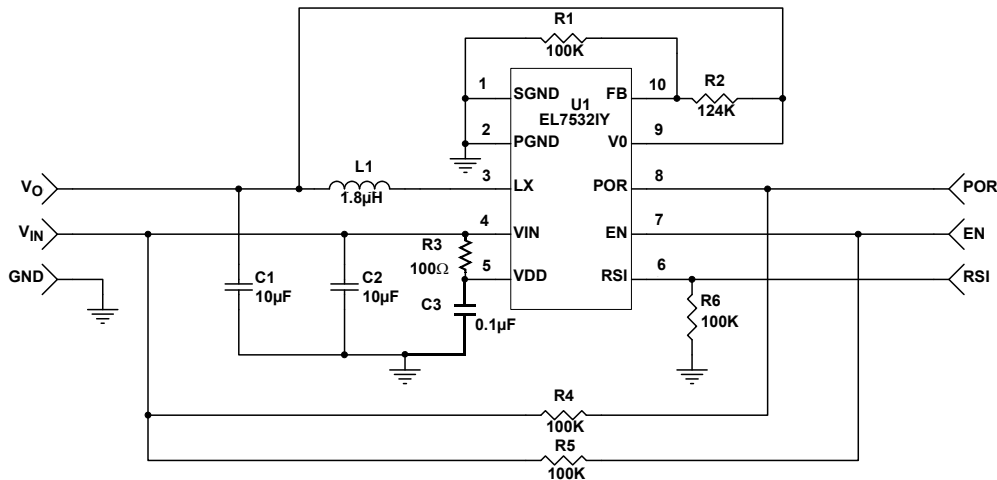 R1
100K
1
10
R2
SGND
FB
U1
EL7532IY
124K
2
9
PGND
V0
L1
3
8
VO
LX
POR
POR
1.8µH
4
7
VIN
VIN
EN
EN
R3
100Ω
5
6
GND
VDD
RSI
RSI
C1
10µF
C2
10µF
C3
0.1µF
R6
100K
R4
100K
R5
100K